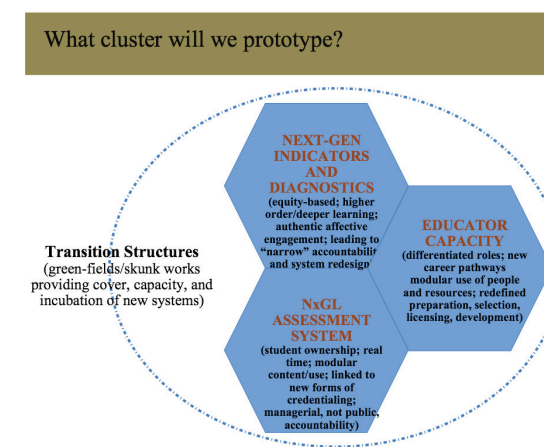 What cluster will we prototype?
NEXT-GEN
INDICATORS
AND
DIAGNOSTICS
(equity-based; higher
order/deeper learning;
authentic affective
engagement; leading to
“narrow” accountabilit
and system redesign
EDUCATOR
CAPACITY
(differentiated roles; new
career pathways
modular use of people
and resources; redefined
preparation, selection,
licensing, development)
Transition Structures
(green-fields/skunk works
providing cover, capacity, and
incubation of new systems)
NxGL
ASSESSMENT
SYSTEM
(student ownership; real
time; modular
content/use; linked to
new forms of
credentialing;
managerial, not public,
accountability)